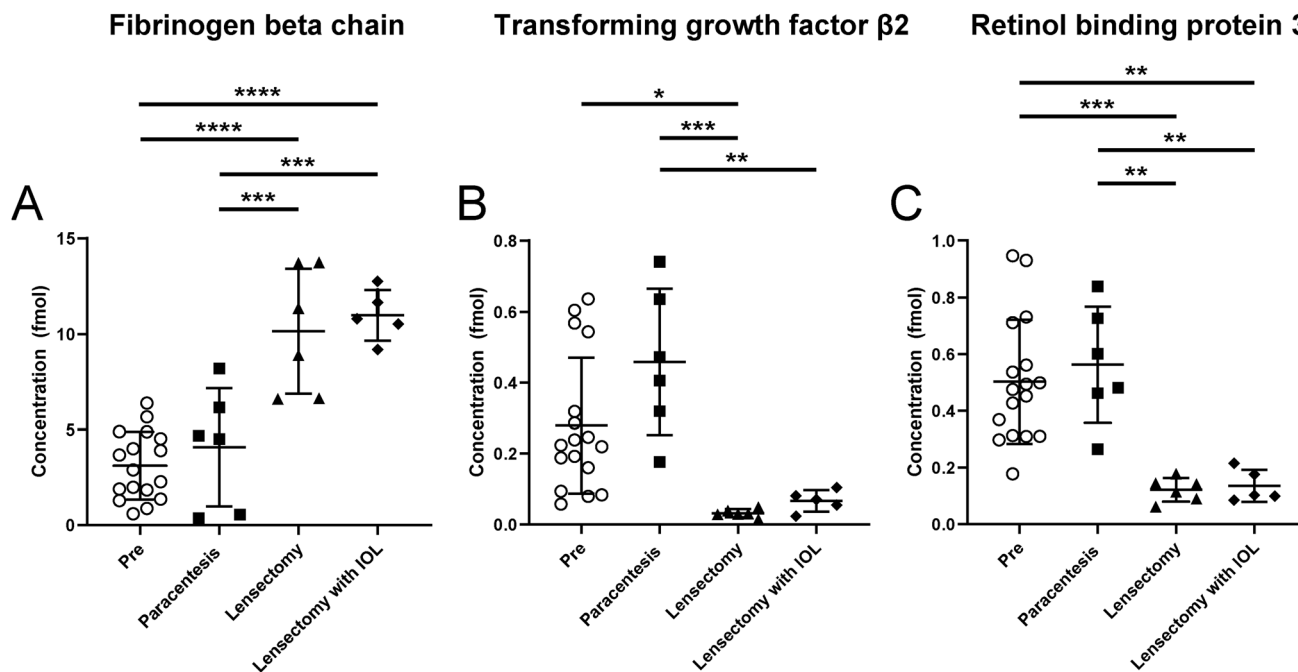 Fibrinogen beta chain
****
****
***
***
A
Concentration (fmol)
15
10
5
0
Pre
Paracentesis
Lensectomy
Lensectomy with IOL
Transforming growth factor β2
*
***
**
B
Concentration (fmol)
0.8
0.6
0.4
0.2
0.0
Pre
Paracentesis
Lensectomy
Lensectomy with IOL
Retinol binding protein 3
**
***
**
**
C
Concentration (fmol)
1.0
0.8
0.6
0.4
0.2
0.0
Pre
Paracentesis
Lensectomy
Lensectomy with IOL